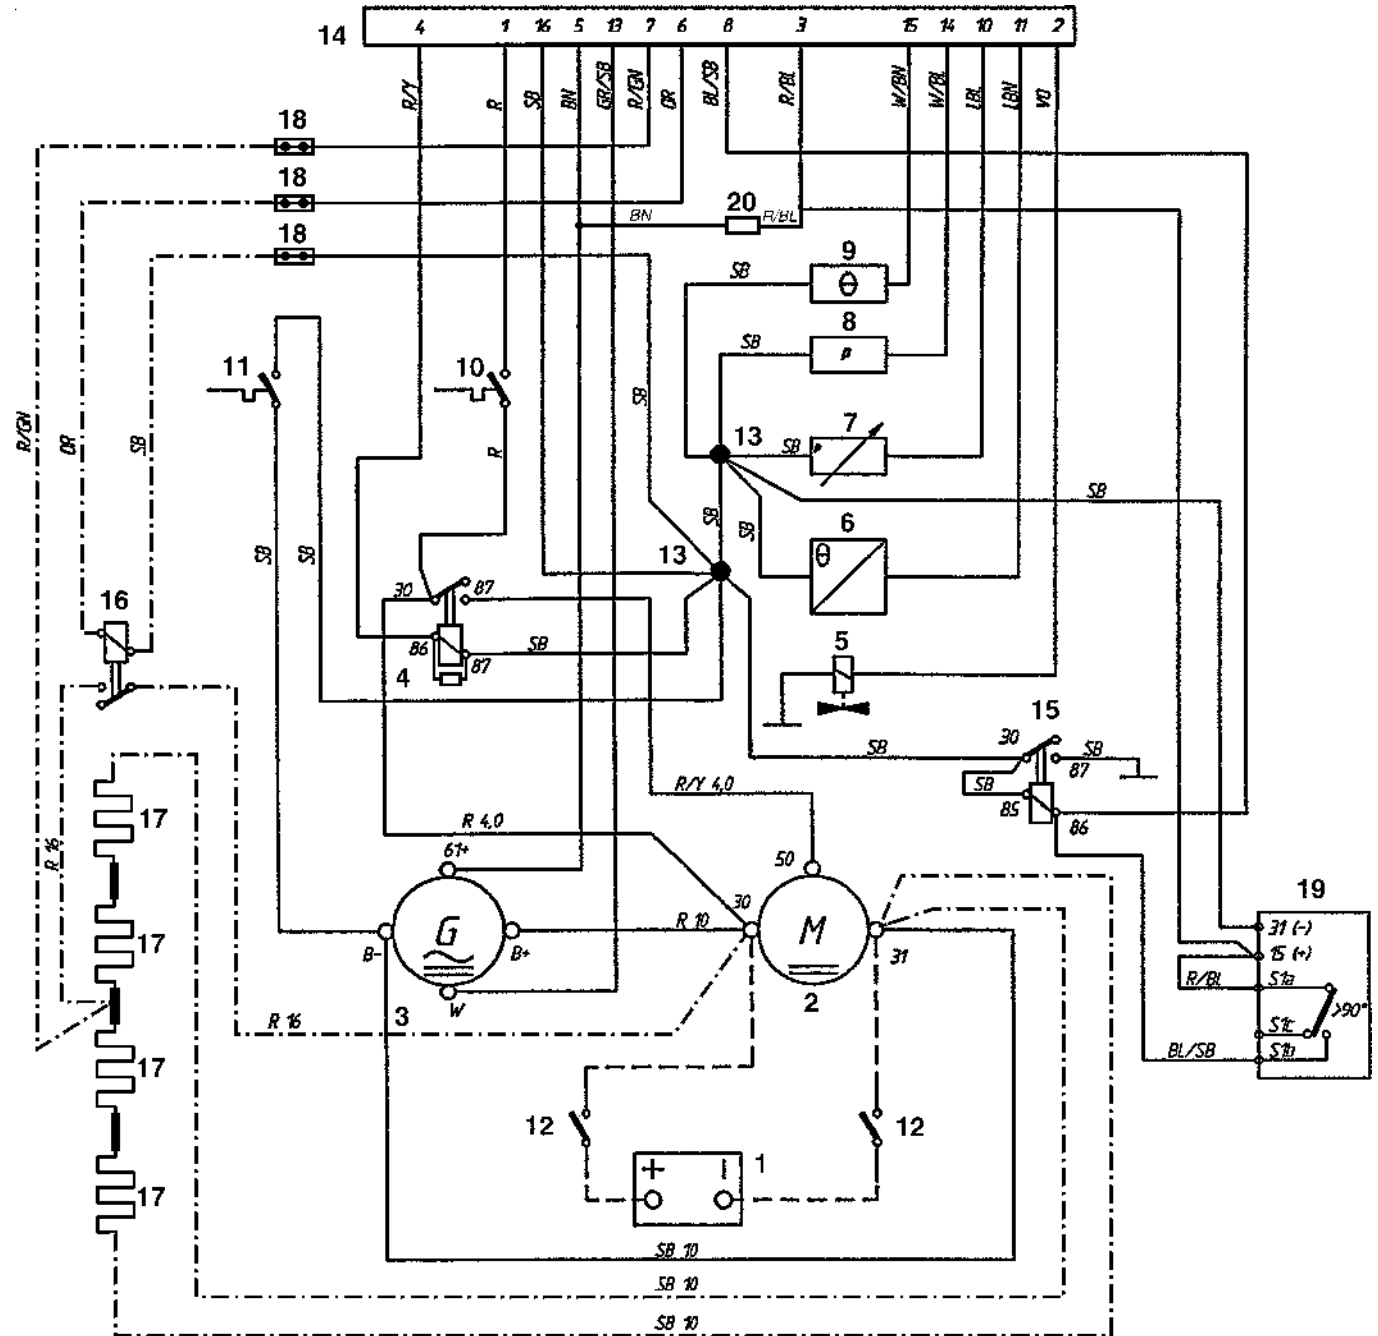 14 4 1 16 5 13 7 6 8 3 15 14 10 11 2
R/Y R SB BN GR/SB R/GN OR BL/SB R/BL W/BN W/BL LBL LBN VO
18
18
20
BN R/BL
18
9
SB θ
8
SB p
11 10
SB
R/GN OR SB R
13 7
SB p
SB
SB SB
6
θ
SB SB
13
30 87
16
86 SB
87
4
5
15
30 SB
SB 87
SB
85 86
R/Y 4,0
17
R 4,0
R 16
61+ 50
19
30
31 (-)
17 G R 10 M
B- B+ 31
15 (+)
R/BL S1a
W
3 2
>90°
R 16
S1c
BL/SB S1b
17
12 12
1
+ -
17
SB 10
SB 10
SB 10